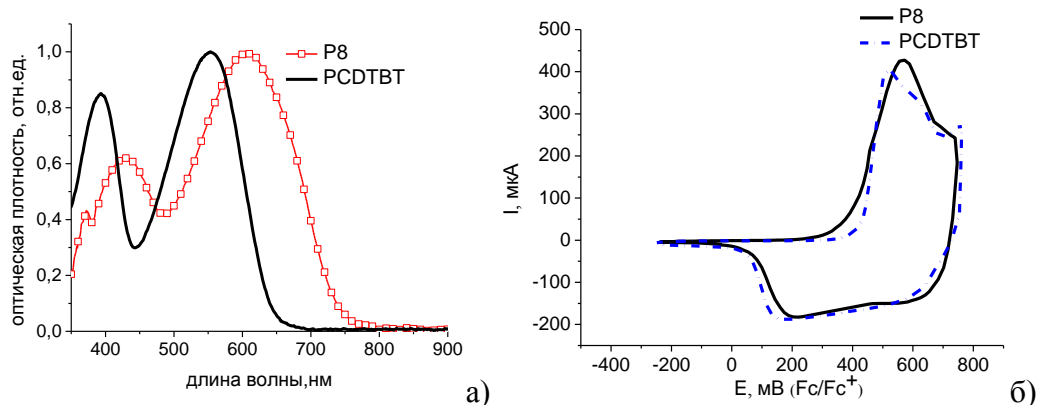 P8
PCDTBT
1,0
0,8
0,6
0,4
0,2
0,0
400 500 600 700 800 900
оптическая плотность, отн.ед.
длина волны,нм
а)
P8
PCDTBT
500
400
300
200
100
0
-100
-200
-400 -200 0 200 400 600 800
I, мкА
E, мВ (Fc/Fc+)
б)